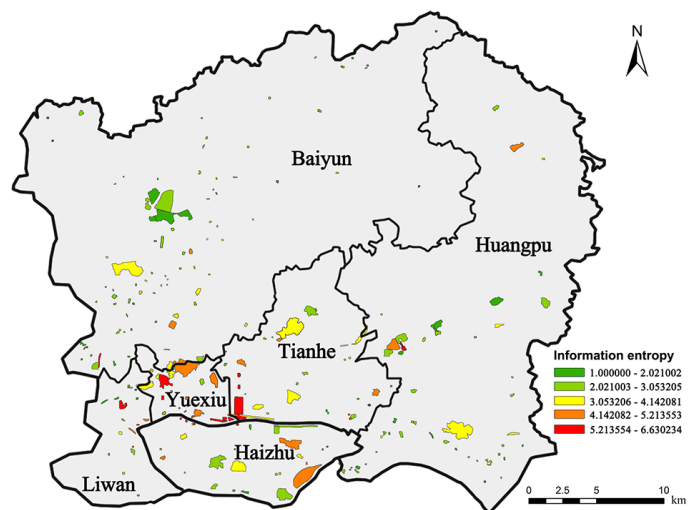 N
Baiyun
Huangpu
Tianhe
Yuexiu
Haizhu
Liwan
Information entropy
1.000000 - 2.021002
2.021003 - 3.053205
3.053206 - 4.142081
4.142082 - 5.213553
5.213554 - 6.630234
0 2.5 5 10
km